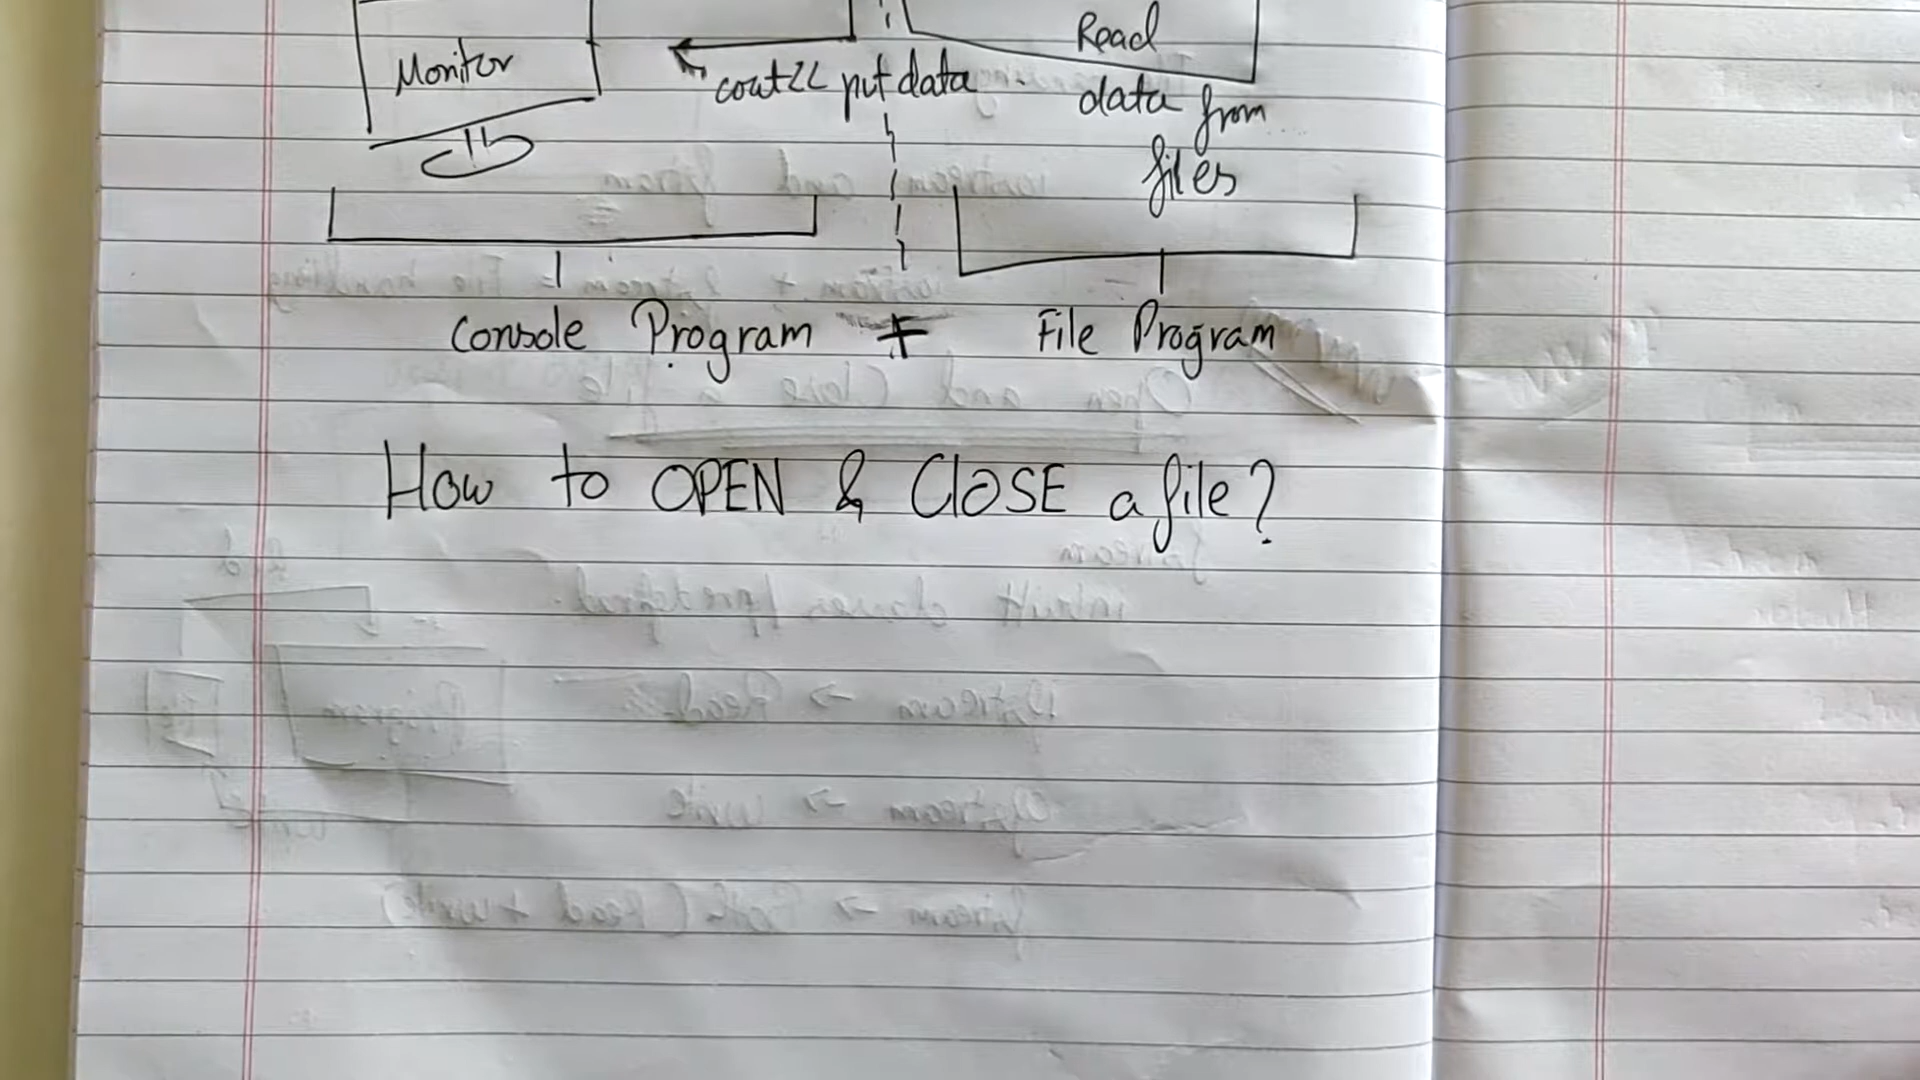 Monitor
cout<< put data
Read
data from
files
Console Program + File Program
How to OPEN & ClOSE a file?